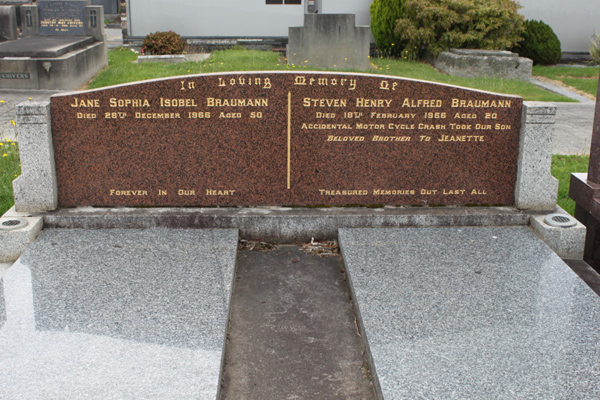 In Loving Memory Of
Jane Sophia Isobel Braumann
Died 28th December 1966 Aged 50
Forever In Our Heart
Steven Henry Alfred Braumann
Died 18th February 1966 Aged 20
Accidental Motor Cycle Crash Took Our Son
Beloved Brother To Jeanette
Treasured Memories Out Last All